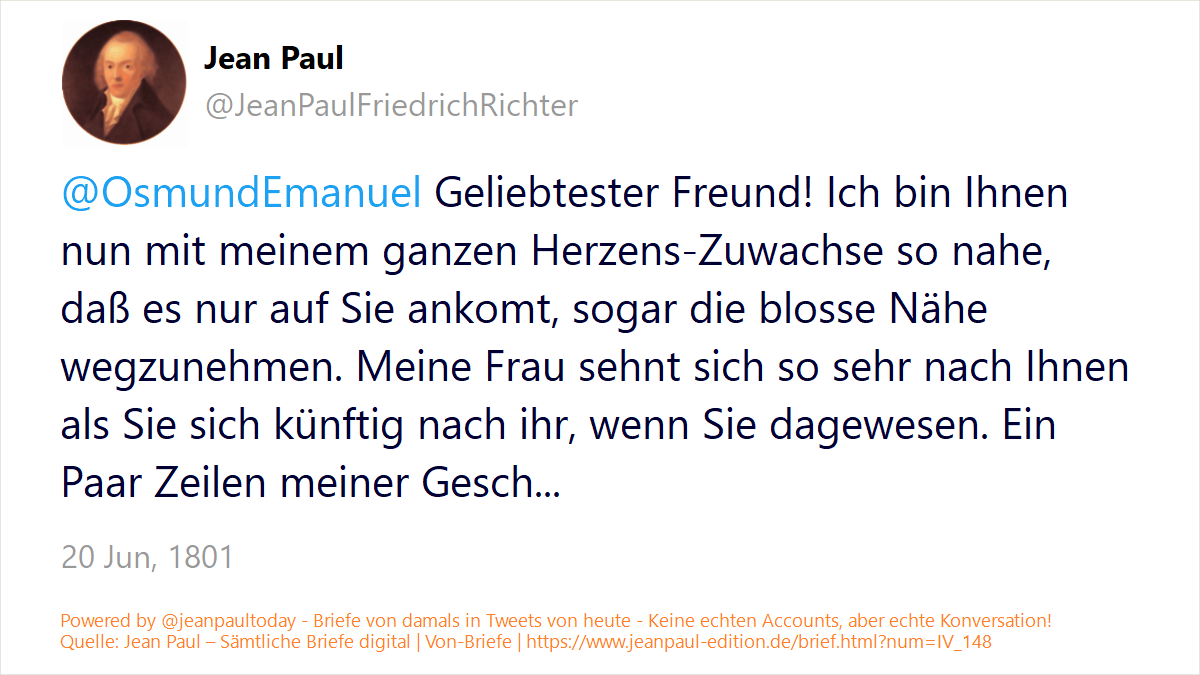 Jean Paul
@JeanPaulFriedrichRichter
@OsmundEmanuel Geliebtester Freund! Ich bin Ihnen
nun mit meinem ganzen Herzens-Zuwachse so nahe,
daß es nur auf Sie ankomt, sogar die blosse Nähe
wegzunehmen. Meine Frau sehnt sich so sehr nach Ihnen
als Sie sich künftig nach ihr, wenn Sie dagewesen. Ein
Paar Zeilen meiner Gesch...
20 Jun, 1801
Powered by @jeanpaultoday - Briefe von damals in Tweets von heute - Keine echten Accounts, aber echte Konversation!
Quelle: Jean Paul – Sämtliche Briefe digital | Von-Briefe | https://www.jeanpaul-edition.de/brief.html?num=IV_148